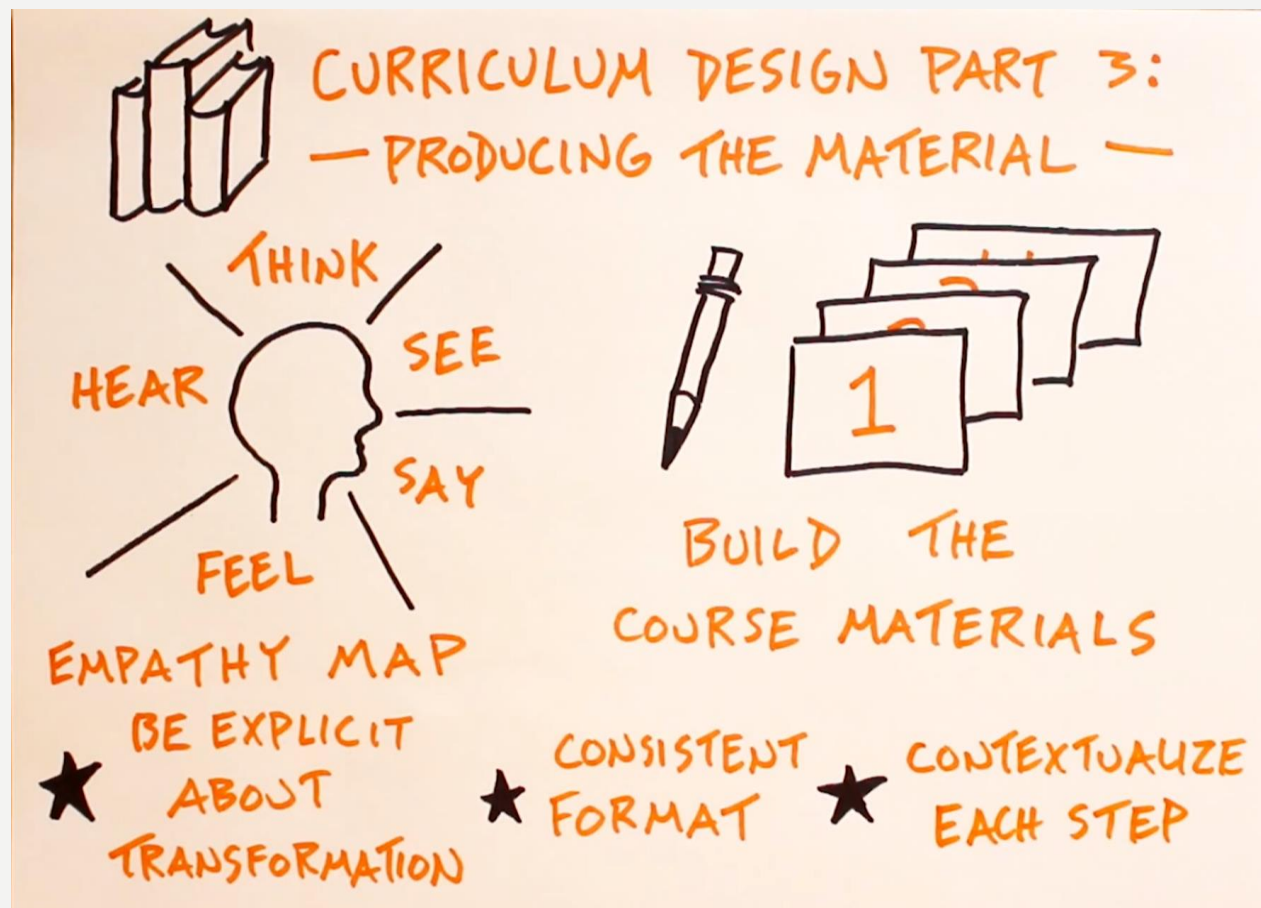 CURRICULUM DESIGN PART 3:
— PRODUCING THE MATERIAL —
THINK
HEAR
SEE
SAY
FEEL
EMPATHY MAP
1
BUILD THE
COURSE MATERIALS
★ BE EXPLICIT
ABOUT
TRANSFORMATION
★ CONSISTENT
FORMAT
★ CONTEXTUALIZE
EACH STEP